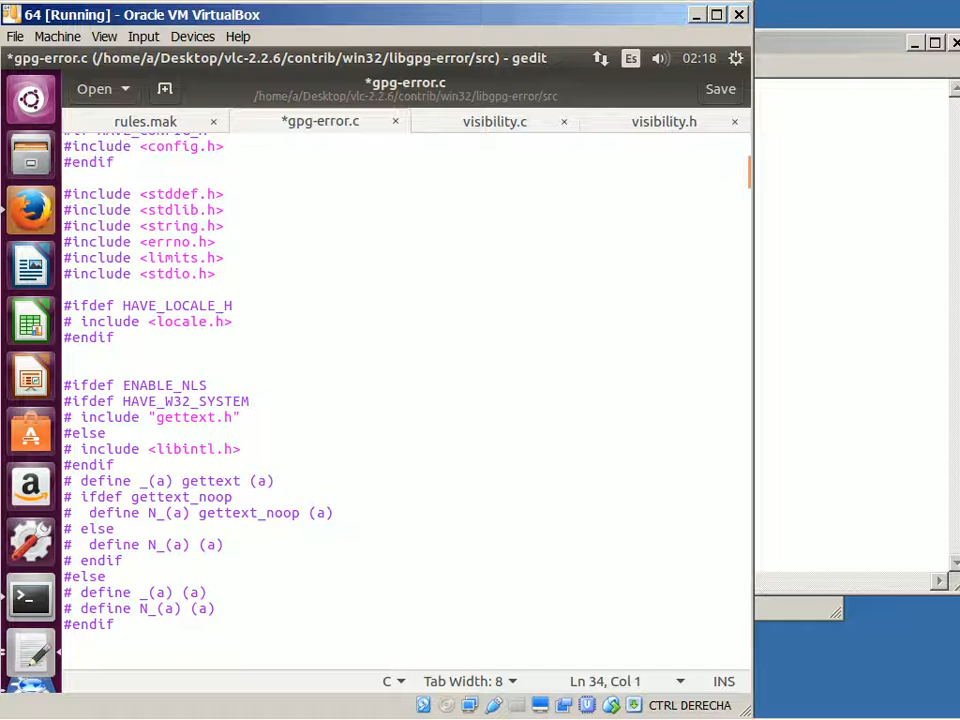 64 [Running] - Oracle VM VirtualBox
File Machine View Input Devices Help
*gpg-error.c (/home/a/Desktop/vlc-2.2.6/contrib/win32/libgpg-error/src) - gedit
Es
02:18
Open
*gpg-error.c
/home/a/Desktop/vlc-2.2.6/contrib/win32/libgpg-error/src
Save
rules.mak × *gpg-error.c × visibility.c × visibility.h ×
#if HAVE_CONFIG_H
#include <config.h>
#endif
#include <stddef.h>
#include <stdlib.h>
#include <string.h>
#include <errno.h>
#include <limits.h>
#include <stdio.h>
#ifdef HAVE_LOCALE_H
# include <locale.h>
#endif
#ifdef ENABLE_NLS
#ifdef HAVE_W32_SYSTEM
# include "gettext.h"
#else
# include <libintl.h>
#endif
# define _(a) gettext (a)
# ifdef gettext_noop
#  define N_(a) gettext_noop (a)
# else
#  define N_(a) (a)
# endif
#else
# define _(a) (a)
# define N_(a) (a)
#endif
C Tab Width: 8 Ln 34, Col 1 INS
CTRL DERECHA